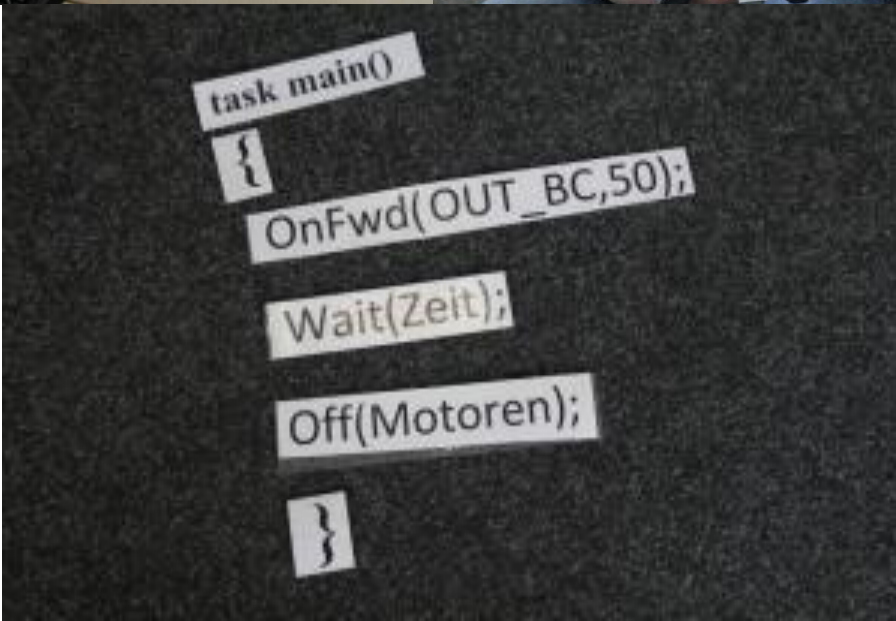 task main()
{
OnFwd(OUT_BC,50);
Wait(Zeit);
Off(Motoren);
}